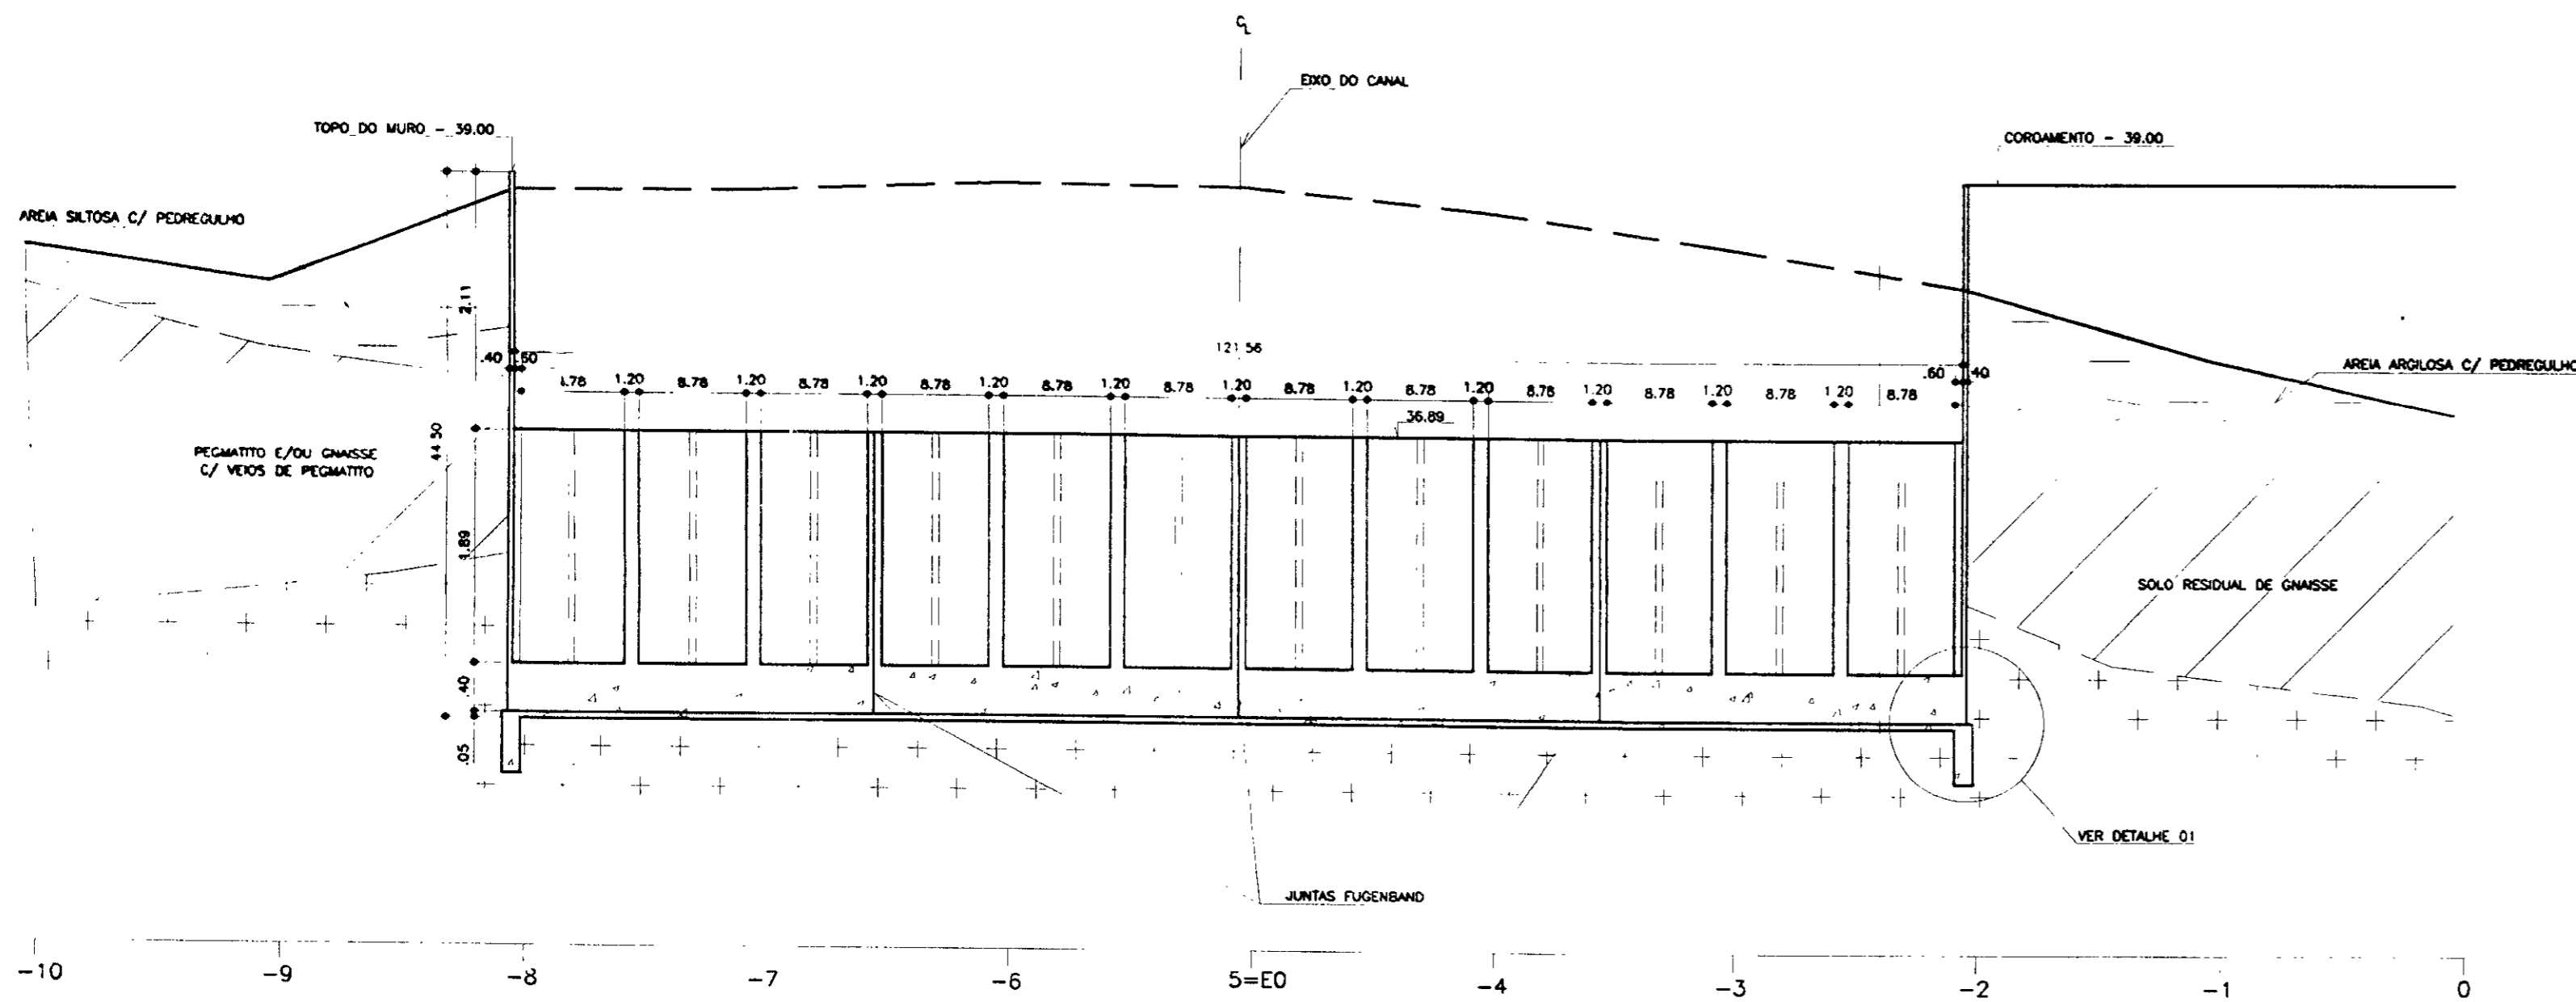 EIXO DO CANAL
TOPO DO MURO - 39.00
COROAMENTO - 39.00
AREIA SILTOSA C/ PEDREGULHO
2.11
121.56
.40 .60
.60 .40
AREIA ARGILOSA C/ PEDREGULHO
1.20 8.78 1.20 8.78 1.20 8.78 1.20 8.78 1.20 8.78 1.20 8.78 1.20 8.78 1.20 8.78 1.20 8.78 1.20 8.78 1.20 8.78
36.89
44.50
PEGMATITO E/OU GNAISSE
C/ VEIOS DE PEGMATITO
SOLO RESIDUAL DE GNAISSE
.40
.05
VER DETALHE 01
JUNTAS FUGENBAND
-10 -9 -8 -7 -6 5=E0 -4 -3 -2 -1 0